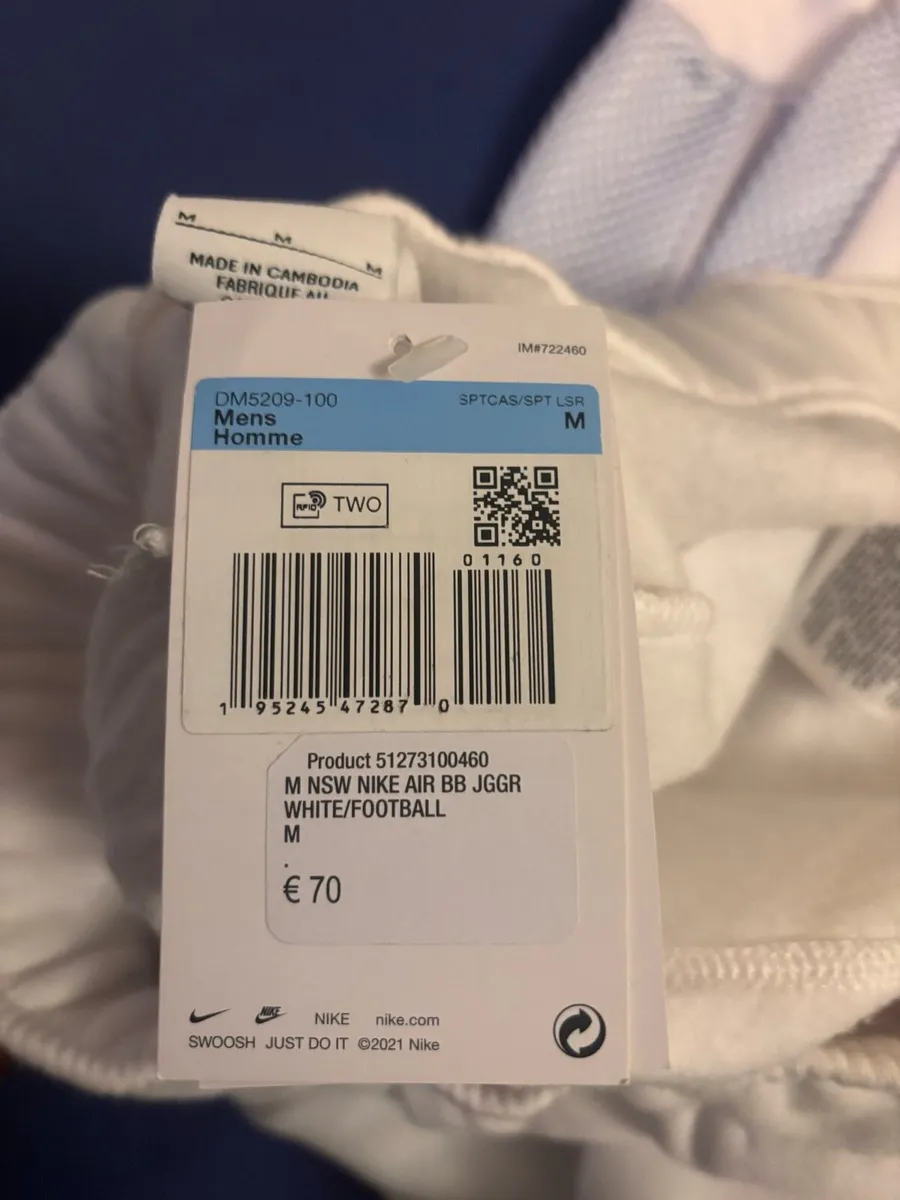 M
M
M
MADE IN CAMBODIA
FABRIQUE AU
IM#722460
DM5209-100
SPTCAS/SPT LSR
Mens
M
Homme
RFID TWO
01160
1 95245 47287 0
Product 51273100460
M NSW NIKE AIR BB JGGR
WHITE/FOOTBALL
M
.
€ 70
NIKE NIKE nike.com
SWOOSH JUST DO IT ©2021 Nike